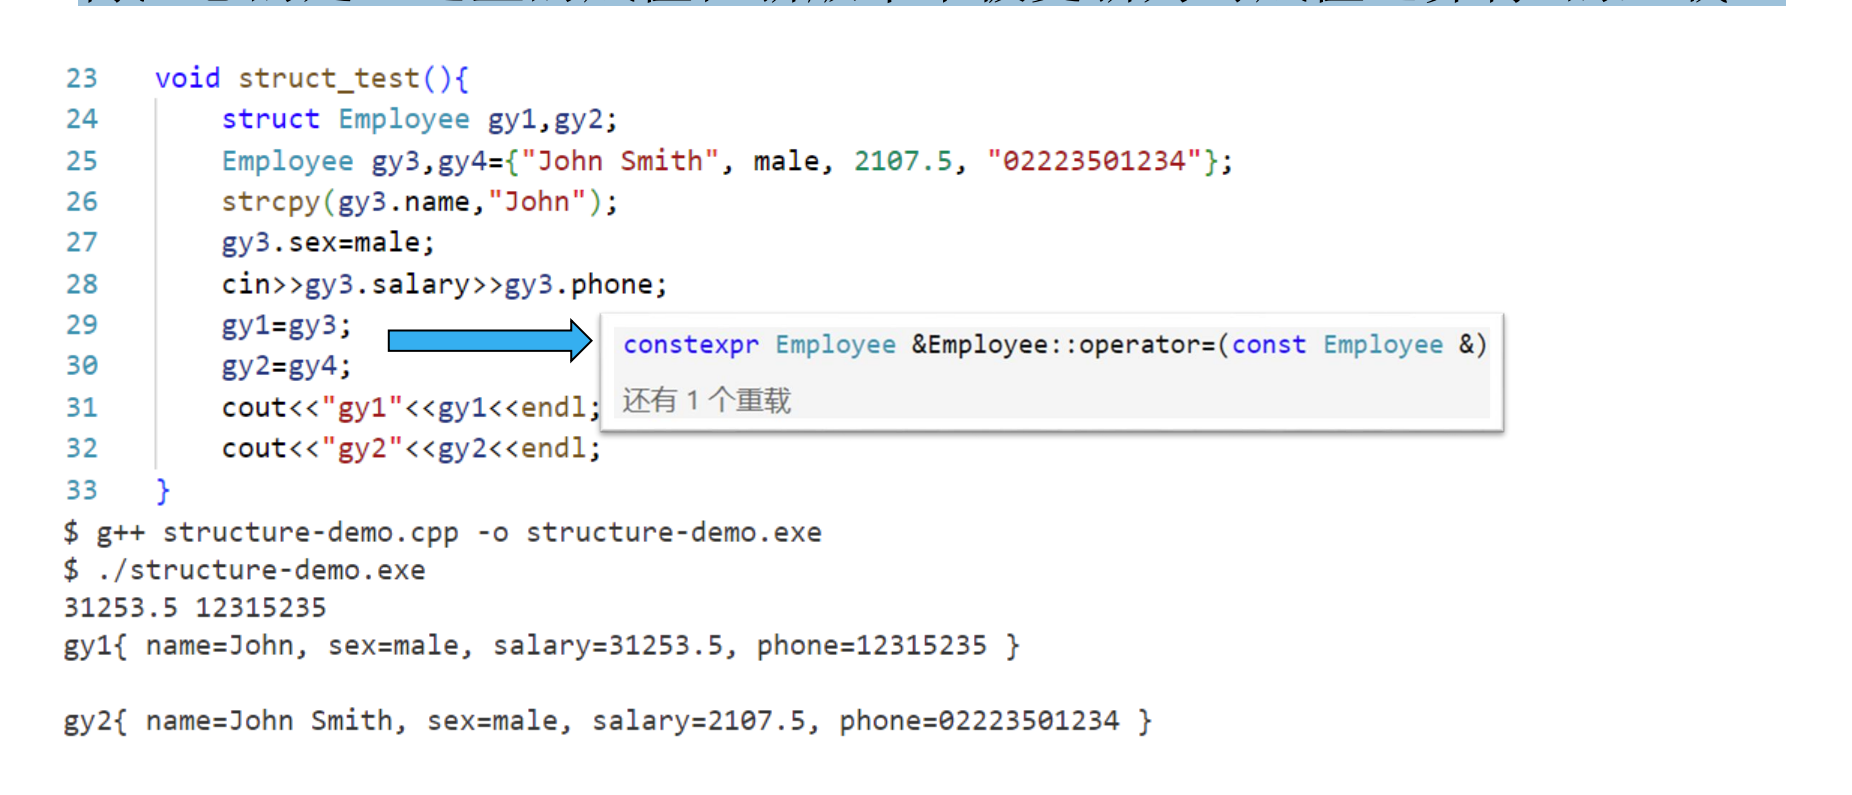 23 void struct_test(){
24 struct Employee gy1,gy2;
25 Employee gy3,gy4={"John Smith", male, 2107.5, "02223501234"};
26 strcpy(gy3.name,"John");
27 gy3.sex=male;
28 cin>>gy3.salary>>gy3.phone;
29 gy1=gy3;
constexpr Employee &Employee::operator=(const Employee &)
30 gy2=gy4;
还有 1 个重载
31 cout<<"gy1"<<gy1<<endl;
32 cout<<"gy2"<<gy2<<endl;
33 }
$ g++ structure-demo.cpp -o structure-demo.exe
$ ./structure-demo.exe
31253.5 12315235
gy1{ name=John, sex=male, salary=31253.5, phone=12315235 }
gy2{ name=John Smith, sex=male, salary=2107.5, phone=02223501234 }